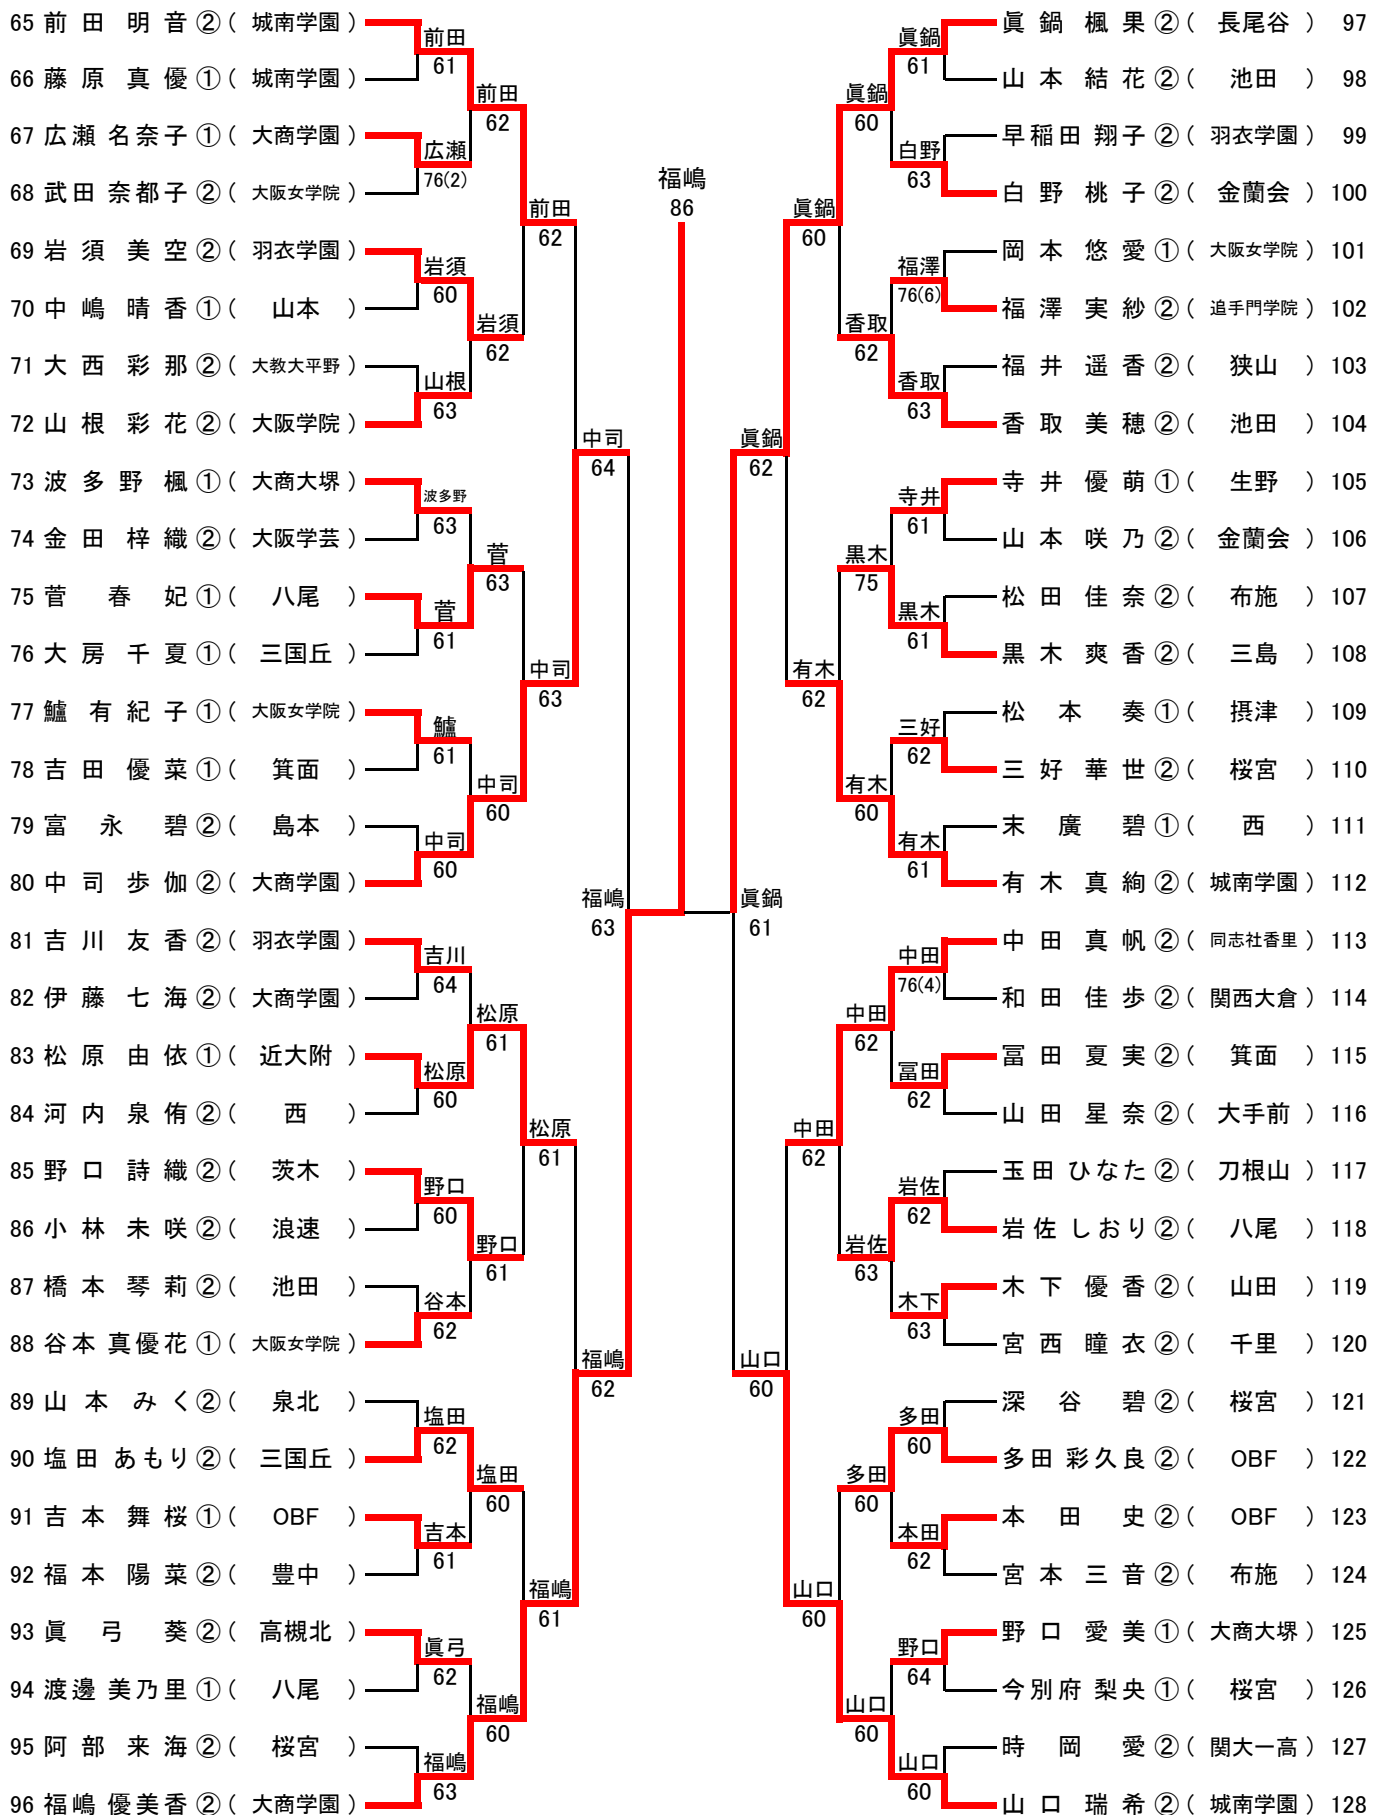 65 前田 明音 ② ( 城南学園 )
66 藤原 真優 ① ( 城南学園 )
67 広瀬 名奈子 ① ( 大商学園 )
68 武田 奈都子 ② ( 大阪女学院 )
69 岩須 美空 ② ( 羽衣学園 )
70 中嶋 晴香 ① ( 山本 )
71 大西 彩那 ② ( 大教大平野 )
72 山根 彩花 ② ( 大阪学院 )
73 波多野 楓 ① ( 大商大堺 )
74 金田 梓織 ② ( 大阪学芸 )
75 菅 春妃 ① ( 八尾 )
76 大房 千夏 ① ( 三国丘 )
77 鱸 有紀子 ① ( 大阪女学院 )
78 吉田 優菜 ① ( 箕面 )
79 富永 碧 ② ( 島本 )
80 中司 歩伽 ② ( 大商学園 )
81 吉川 友香 ② ( 羽衣学園 )
82 伊藤 七海 ② ( 大商学園 )
83 松原 由依 ① ( 近大附 )
84 河内 泉侑 ② ( 西 )
85 野口 詩織 ② ( 茨木 )
86 小林 未咲 ② ( 浪速 )
87 橋本 琴莉 ② ( 池田 )
88 谷本 真優花 ① ( 大阪女学院 )
89 山本 みく ② ( 泉北 )
90 塩田 あもり ② ( 三国丘 )
91 吉本 舞桜 ① ( OBF )
92 福本 陽菜 ② ( 豊中 )
93 眞弓 葵 ② ( 高槻北 )
94 渡邊 美乃里 ① ( 八尾 )
95 阿部 来海 ② ( 桜宮 )
96 福嶋 優美香 ② ( 大商学園 )
前田
61
広瀬
76(2)
岩須
60
山根
63
波多野
63
菅
61
鱸
61
中司
60
吉川
64
松原
60
野口
60
谷本
62
塩田
62
吉本
61
眞弓
62
福嶋
63
前田
62
岩須
62
菅
63
中司
60
松原
61
野口
61
塩田
60
福嶋
60
前田
62
中司
63
松原
61
福嶋
61
中司
64
福嶋
62
福嶋
63
福嶋
86
眞鍋
61
眞鍋
62
山口
60
眞鍋
60
有木
62
中田
62
山口
60
眞鍋
60
香取
62
黒木
75
有木
60
中田
62
岩佐
63
多田
60
山口
60
眞鍋
61
白野
63
福澤
76(6)
香取
63
寺井
61
黒木
61
三好
62
有木
61
中田
76(4)
冨田
62
岩佐
62
木下
63
多田
60
本田
62
野口
64
山口
60
眞鍋 楓果 ② ( 長尾谷 ) 97
山本 結花 ② ( 池田 ) 98
早稲田 翔子 ② ( 羽衣学園 ) 99
白野 桃子 ② ( 金蘭会 ) 100
岡本 悠愛 ① ( 大阪女学院 ) 101
福澤 実紗 ② ( 追手門学院 ) 102
福井 遥香 ② ( 狭山 ) 103
香取 美穂 ② ( 池田 ) 104
寺井 優萌 ① ( 生野 ) 105
山本 咲乃 ② ( 金蘭会 ) 106
松田 佳奈 ② ( 布施 ) 107
黒木 爽香 ② ( 三島 ) 108
松本 奏 ① ( 摂津 ) 109
三好 華世 ② ( 桜宮 ) 110
末廣 碧 ① ( 西 ) 111
有木 真絢 ② ( 城南学園 ) 112
中田 真帆 ② ( 同志社香里 ) 113
和田 佳歩 ② ( 関西大倉 ) 114
冨田 夏実 ② ( 箕面 ) 115
山田 星奈 ② ( 大手前 ) 116
玉田 ひなた ② ( 刀根山 ) 117
岩佐 しおり ② ( 八尾 ) 118
木下 優香 ② ( 山田 ) 119
宮西 瞳衣 ② ( 千里 ) 120
深谷 碧 ② ( 桜宮 ) 121
多田 彩久良 ② ( OBF ) 122
本田 史 ② ( OBF ) 123
宮本 三音 ② ( 布施 ) 124
野口 愛美 ① ( 大商大堺 ) 125
今別府 梨央 ① ( 桜宮 ) 126
時岡 愛 ② ( 関大一高 ) 127
山口 瑞希 ② ( 城南学園 ) 128